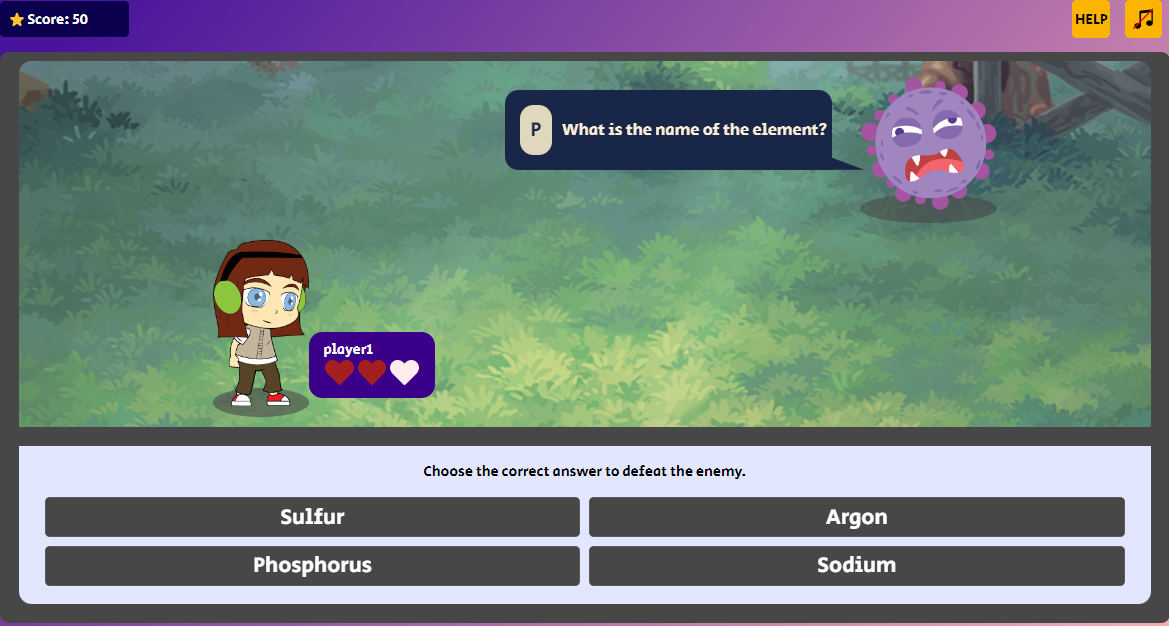 Score: 50
HELP
P
What is the name of the element?
player1
Choose the correct answer to defeat the enemy.
Sulfur
Argon
Phosphorus
Sodium